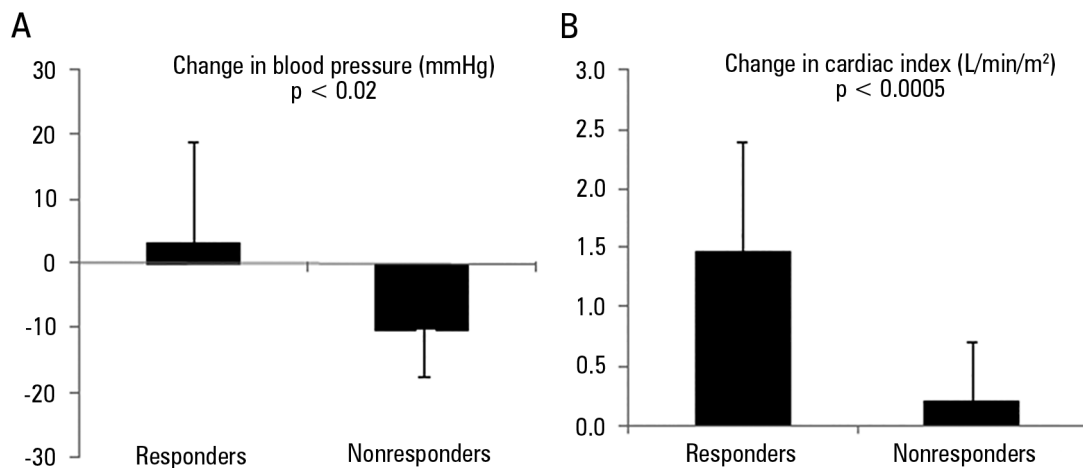 A
Change in blood pressure (mmHg)
p < 0.02
30
20
10
0
-10
-20
-30
Responders
Nonresponders
B
Change in cardiac index (L/min/m²)
p < 0.0005
3.0
2.5
2.0
1.5
1.0
0.5
0.0
Responders
Nonresponders